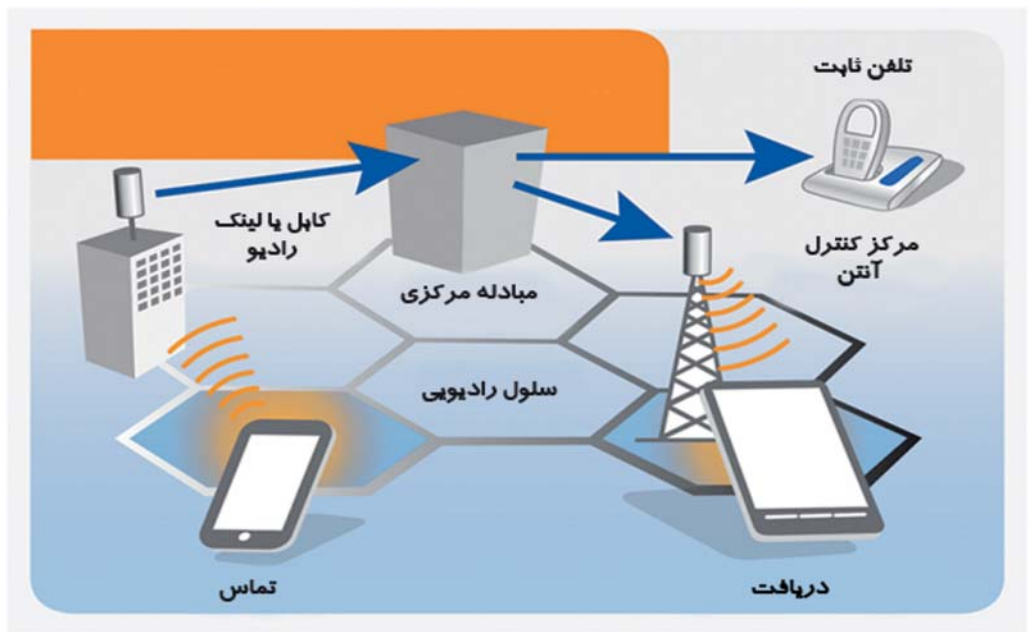 تلفن ثابت
کابل یا لینک
رادیو
مرکز کنترل
آنتن
مبادله مرکزی
سلول رادیویی
تماس
دریافت